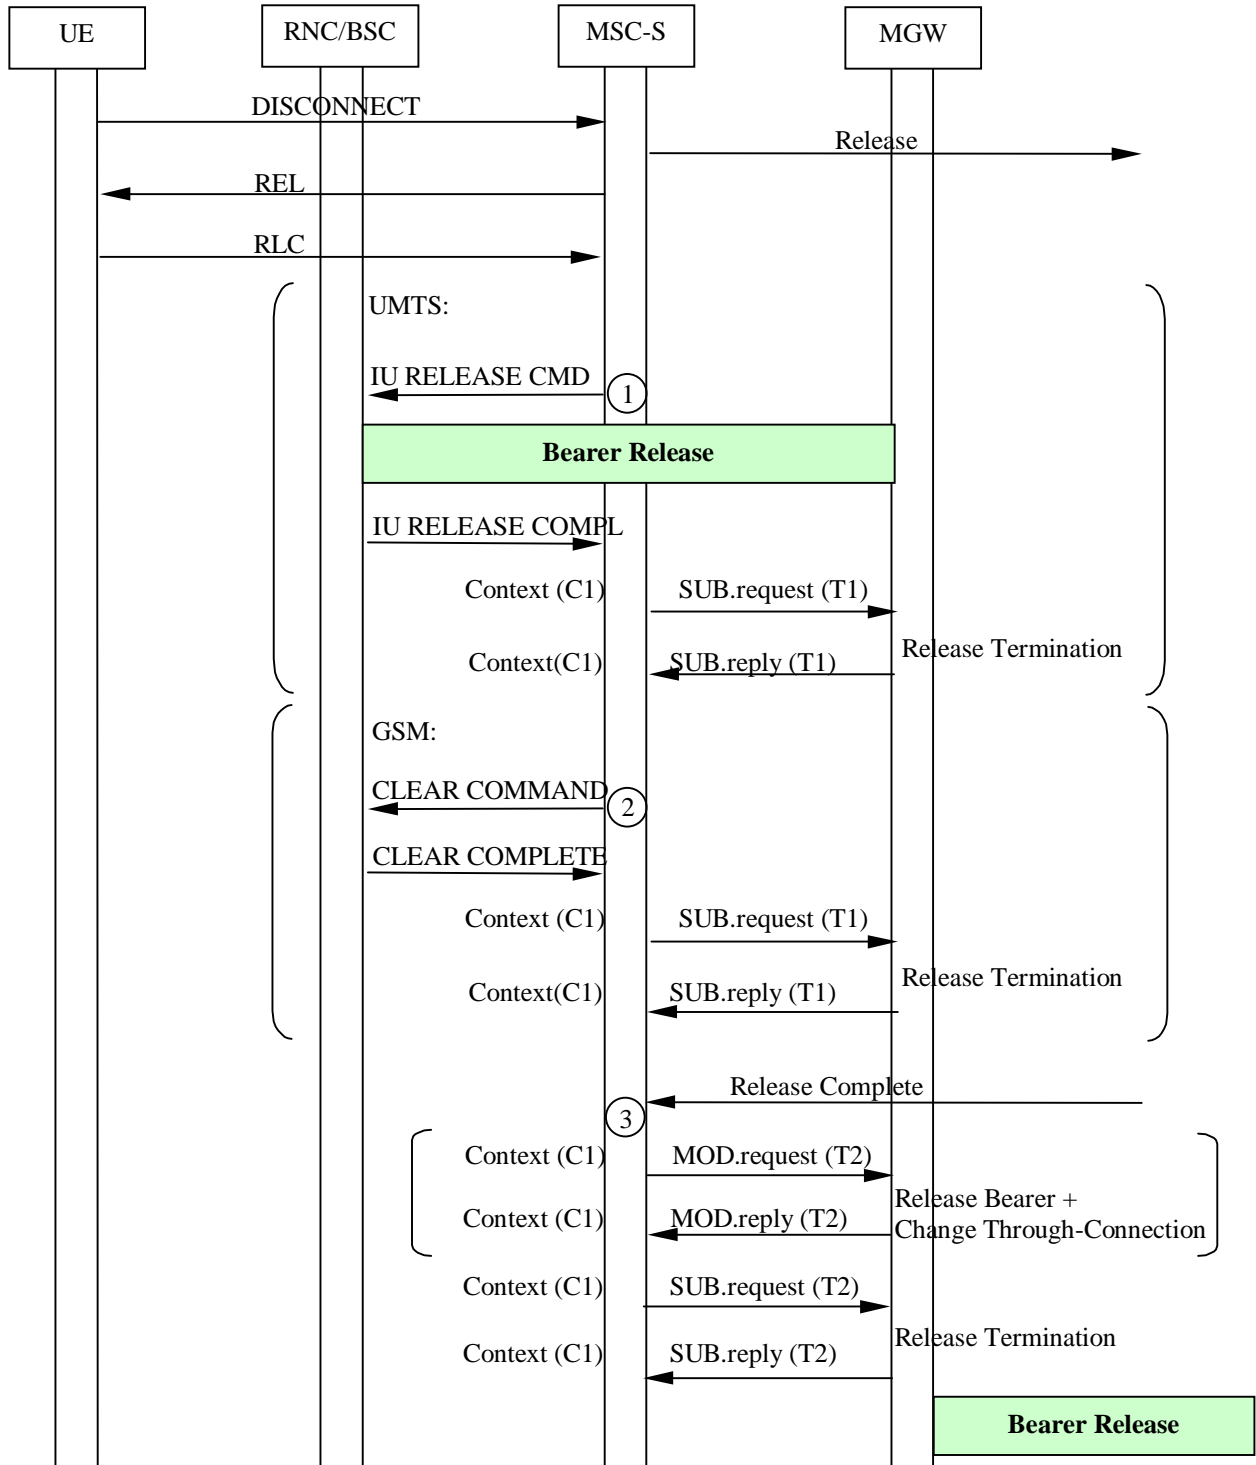 UE
RNC/BSC
MSC-S
MGW
DISCONNECT
Release
REL
RLC
UMTS:
IU RELEASE CMD
1
Bearer Release
IU RELEASE COMPL
Context (C1)
SUB.request (T1)
Release Termination
Context(C1)
SUB.reply (T1)
GSM:
CLEAR COMMAND
2
CLEAR COMPLETE
Context (C1)
SUB.request (T1)
Release Termination
Context(C1)
SUB.reply (T1)
Release Complete
3
Context (C1)
MOD.request (T2)
Release Bearer +
Change Through-Connection
Context (C1)
MOD.reply (T2)
Context (C1)
SUB.request (T2)
Release Termination
Context (C1)
SUB.reply (T2)
Bearer Release